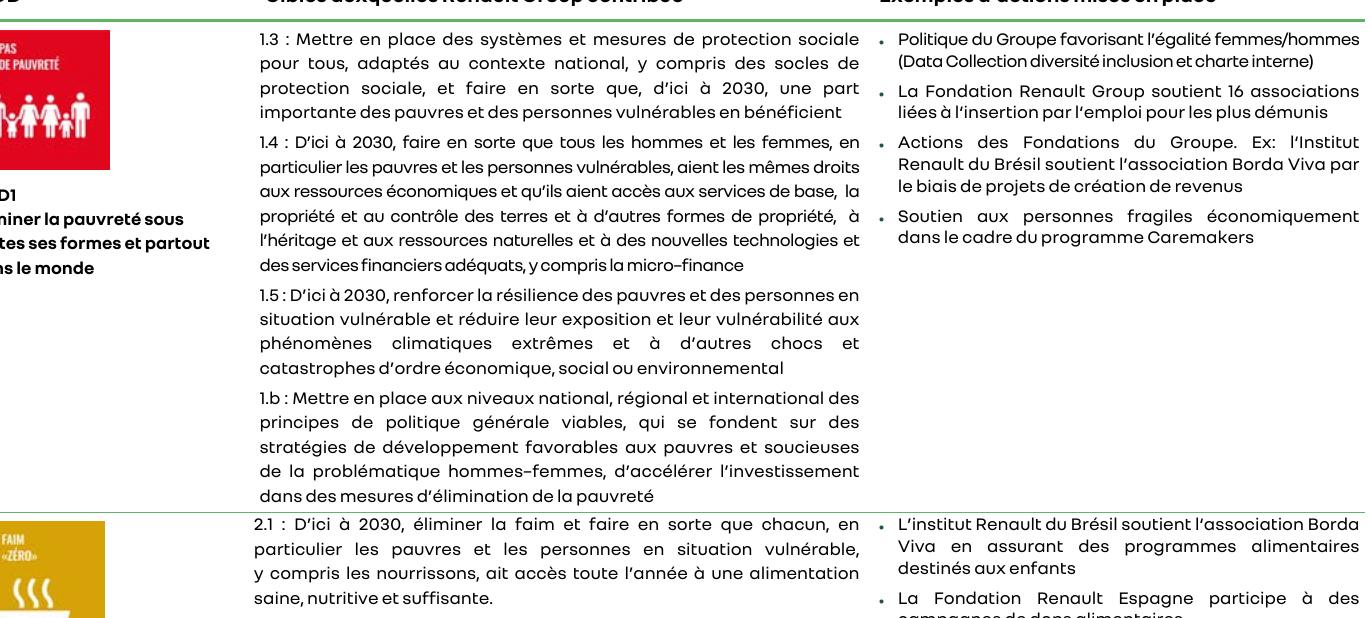 Cibles auxquelles Renault Group contribue
Exemples d'actions mises en place
PAS
DE PAUVRETÉ
D1
niner la pauvreté sous
tes ses formes et partout
ns le monde
1.3 : Mettre en place des systèmes et mesures de protection sociale
pour tous, adaptés au contexte national, y compris des socles de
protection sociale, et faire en sorte que, d'ici à 2030, une part
importante des pauvres et des personnes vulnérables en bénéficient
1.4 : D'ici à 2030, faire en sorte que tous les hommes et les femmes, en
particulier les pauvres et les personnes vulnérables, aient les mêmes droits
aux ressources économiques et qu'ils aient accès aux services de base, la
propriété et au contrôle des terres et à d'autres formes de propriété, à
l'héritage et aux ressources naturelles et à des nouvelles technologies et
des services financiers adéquats, y compris la micro-finance
1.5 : D'ici à 2030, renforcer la résilience des pauvres et des personnes en
situation vulnérable et réduire leur exposition et leur vulnérabilité aux
phénomènes climatiques extrêmes et à d'autres chocs et
catastrophes d'ordre économique, social ou environnemental
1.b : Mettre en place aux niveaux national, régional et international des
principes de politique générale viables, qui se fondent sur des
stratégies de développement favorables aux pauvres et soucieuses
de la problématique hommes-femmes, d'accélérer l'investissement
dans des mesures d'élimination de la pauvreté
• Politique du Groupe favorisant l'égalité femmes/hommes
(Data Collection diversité inclusion et charte interne)
• La Fondation Renault Group soutient 16 associations
liées à l'insertion par l'emploi pour les plus démunis
• Actions des Fondations du Groupe. Ex: l'Institut
Renault du Brésil soutient l'association Borda Viva par
le biais de projets de création de revenus
• Soutien aux personnes fragiles économiquement
dans le cadre du programme Caremakers
FAIM
«ZÉRO»
2.1 : D'ici à 2030, éliminer la faim et faire en sorte que chacun, en
particulier les pauvres et les personnes en situation vulnérable,
y compris les nourrissons, ait accès toute l'année à une alimentation
saine, nutritive et suffisante.
• L'institut Renault du Brésil soutient l'association Borda
Viva en assurant des programmes alimentaires
destinés aux enfants
• La Fondation Renault Espagne participe à des
campagnes de dons alimentaires